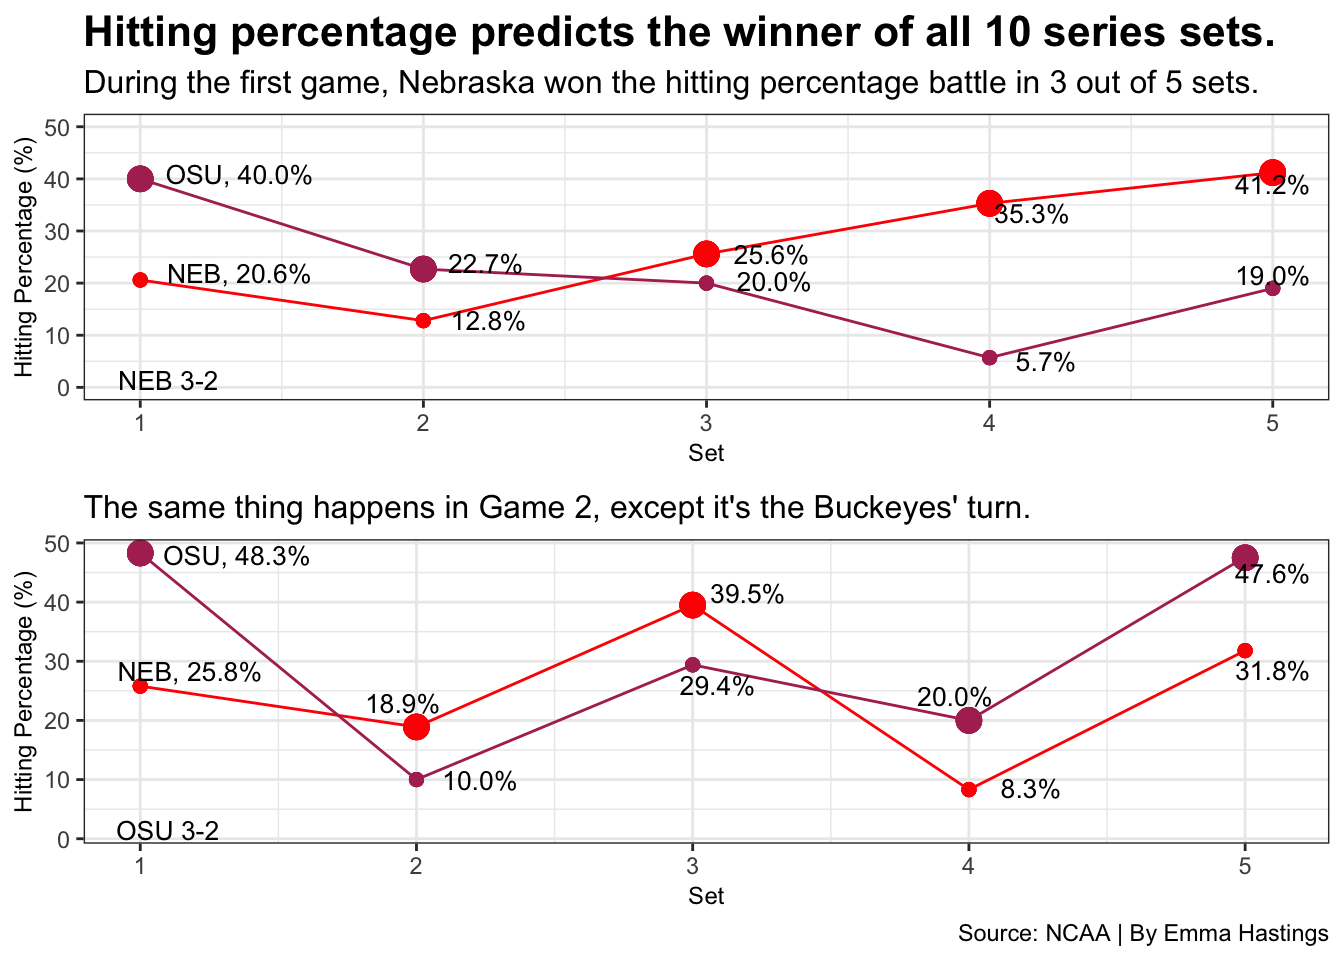 Hitting percentage predicts the winner of all 10 series sets.
During the first game, Nebraska won the hitting percentage battle in 3 out of 5 sets.
Hitting Percentage (%)
50
40
30
20
10
0
OSU, 40.0%
NEB, 20.6%
22.7%
12.8%
25.6%
20.0%
35.3%
5.7%
41.2%
19.0%
NEB 3-2
1 2 3 4 5
Set
The same thing happens in Game 2, except it's the Buckeyes' turn.
Hitting Percentage (%)
50
40
30
20
10
0
OSU, 48.3%
NEB, 25.8%
18.9%
10.0%
39.5%
29.4%
20.0%
8.3%
47.6%
31.8%
OSU 3-2
1 2 3 4 5
Set
Source: NCAA | By Emma Hastings